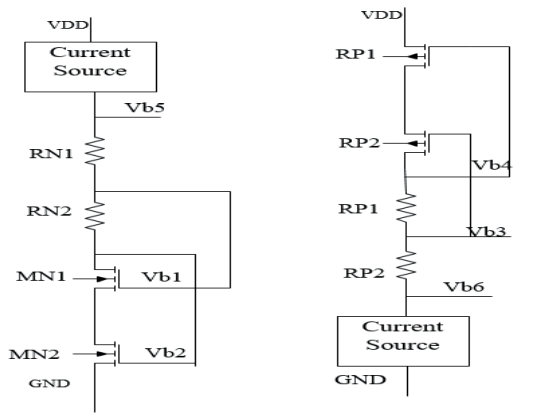 VDD
Current
Source
Vb5
RN1
RN2
MN1
Vb1
MN2
Vb2
GND
VDD
RP1
RP2
Vb4
RP1
Vb3
RP2
Vb6
Current
Source
GND